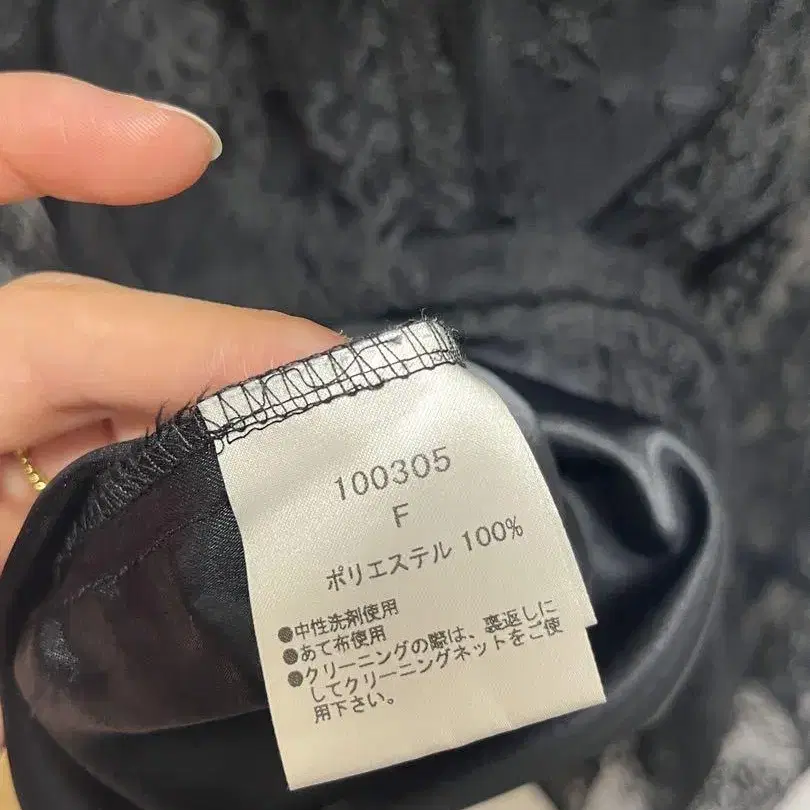 100305
F
ポリエステル 100%
●中性洗剤使用
●あて布使用
●クリーニングの際は、裏返しに
してクリーニングネットをご使
用下さい。